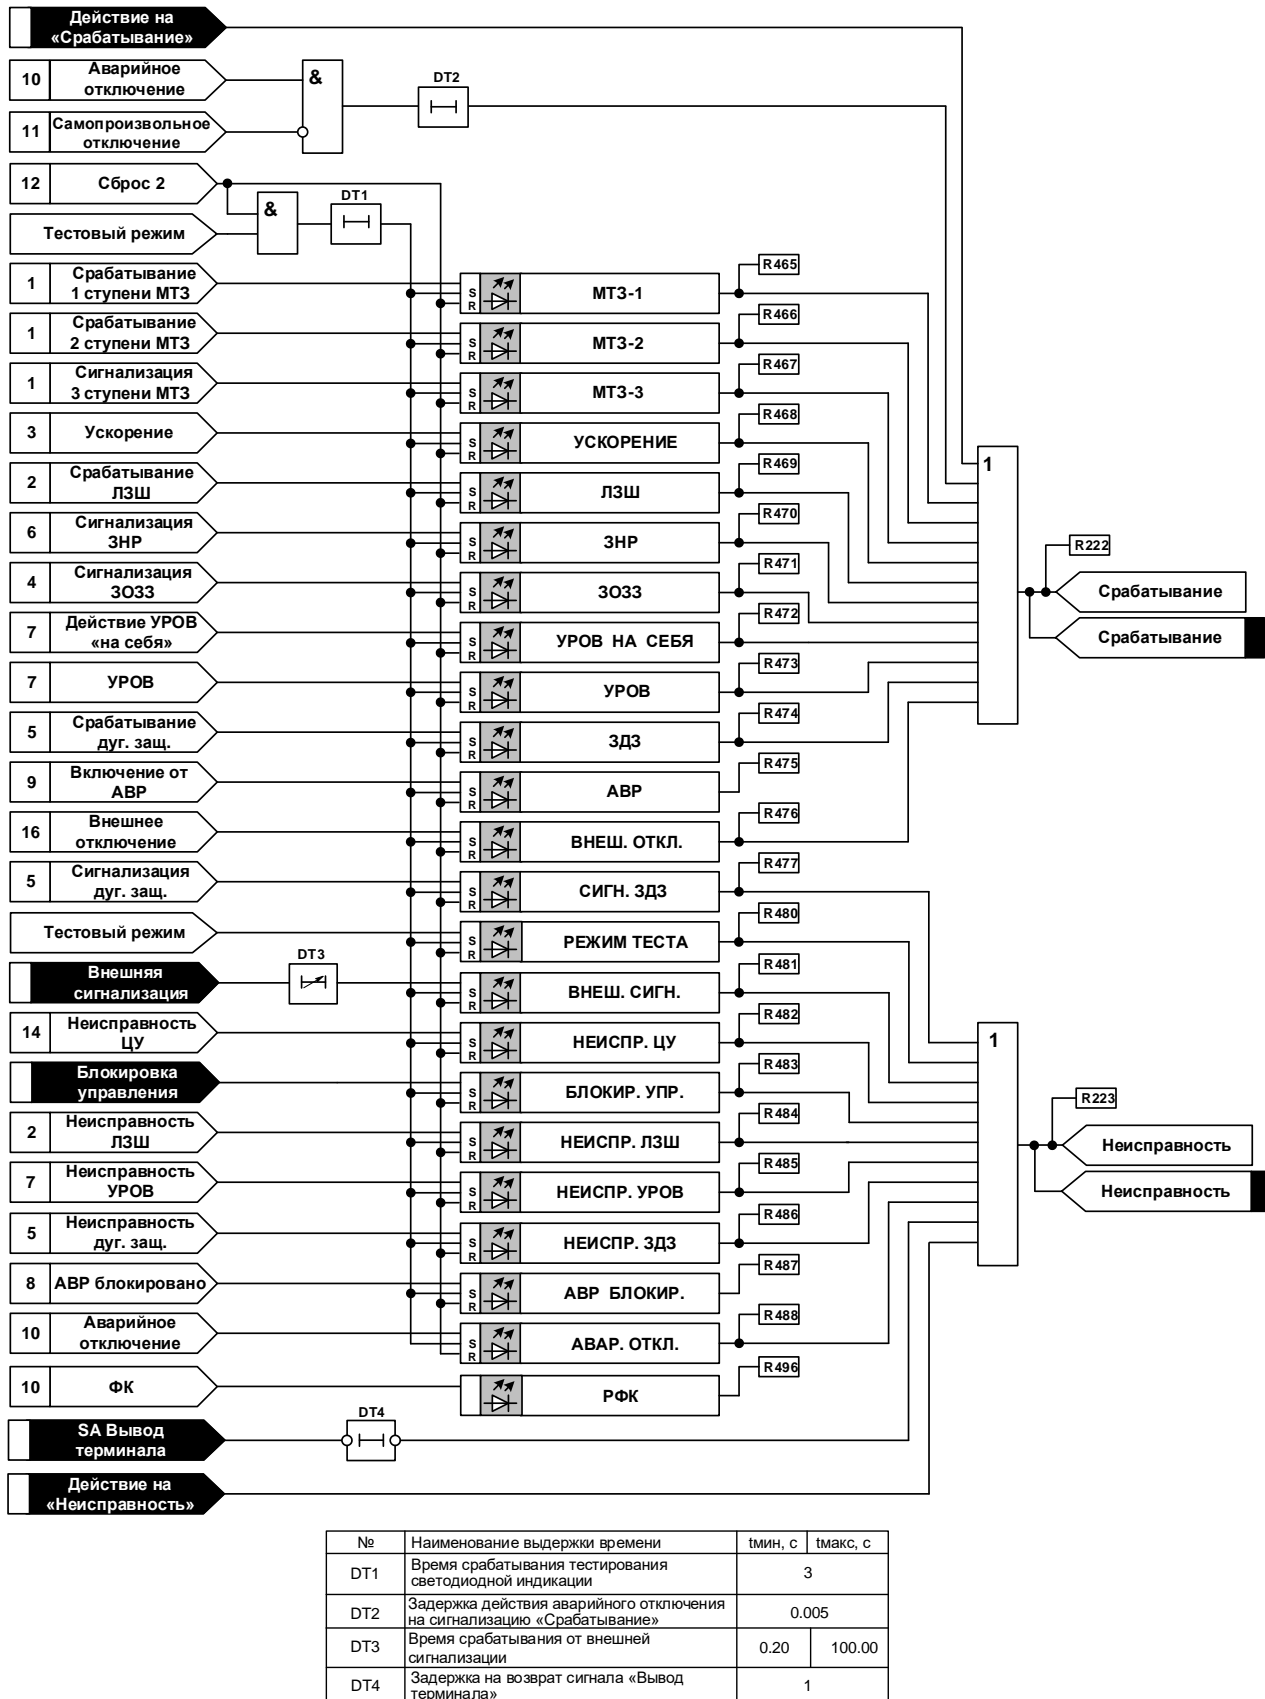 Действие на
«Срабатывание»
10
Аварийное
отключение
11
Самопроизвольное
отключение
&
DT2
12
Сброс 2
Тестовый режим
&
DT1
1
Срабатывание
1 ступени МТЗ
S
R
МТЗ-1
R465
1
Срабатывание
2 ступени МТЗ
S
R
МТЗ-2
R466
1
Сигнализация
3 ступени МТЗ
S
R
МТЗ-3
R467
3
Ускорение
S
R
УСКОРЕНИЕ
R468
2
Срабатывание
ЛЗШ
S
R
ЛЗШ
R469
6
Сигнализация
ЗНР
S
R
ЗНР
R470
4
Сигнализация
ЗОЗЗ
S
R
ЗОЗЗ
R471
7
Действие УРОВ
«на себя»
S
R
УРОВ НА СЕБЯ
R472
7
УРОВ
S
R
УРОВ
R473
5
Срабатывание
дуг. защ.
S
R
ЗДЗ
R474
9
Включение от
АВР
S
R
АВР
R475
16
Внешнее
отключение
S
R
ВНЕШ. ОТКЛ.
R476
1
R222
Срабатывание
Срабатывание
5
Сигнализация
дуг. защ.
S
R
СИГН. ЗДЗ
R477
Тестовый режим
S
R
РЕЖИМ ТЕСТА
R480
Внешняя
сигнализация
DT3
S
R
ВНЕШ. СИГН.
R481
14
Неисправность
ЦУ
S
R
НЕИСПР. ЦУ
R482
Блокировка
управления
S
R
БЛОКИР. УПР.
R483
2
Неисправность
ЛЗШ
S
R
НЕИСПР. ЛЗШ
R484
7
Неисправность
УРОВ
S
R
НЕИСПР. УРОВ
R485
5
Неисправность
дуг. защ.
S
R
НЕИСПР. ЗДЗ
R486
8
АВР блокировано
S
R
АВР БЛОКИР.
R487
10
Аварийное
отключение
S
R
АВАР. ОТКЛ.
R488
10
ФК
РФК
R496
1
R223
Неисправность
Неисправность
SA Вывод
терминала
DT4
Действие на
«Неисправность»
№ Наименование выдержки времени tмин, с tмакс, с
DT1 Время срабатывания тестирования
светодиодной индикации 3
DT2 Задержка действия аварийного отключения
на сигнализацию «Срабатывание» 0.005
DT3 Время срабатывания от внешней
сигнализации 0.20 100.00
DT4 Задержка на возврат сигнала «Вывод
терминала» 1